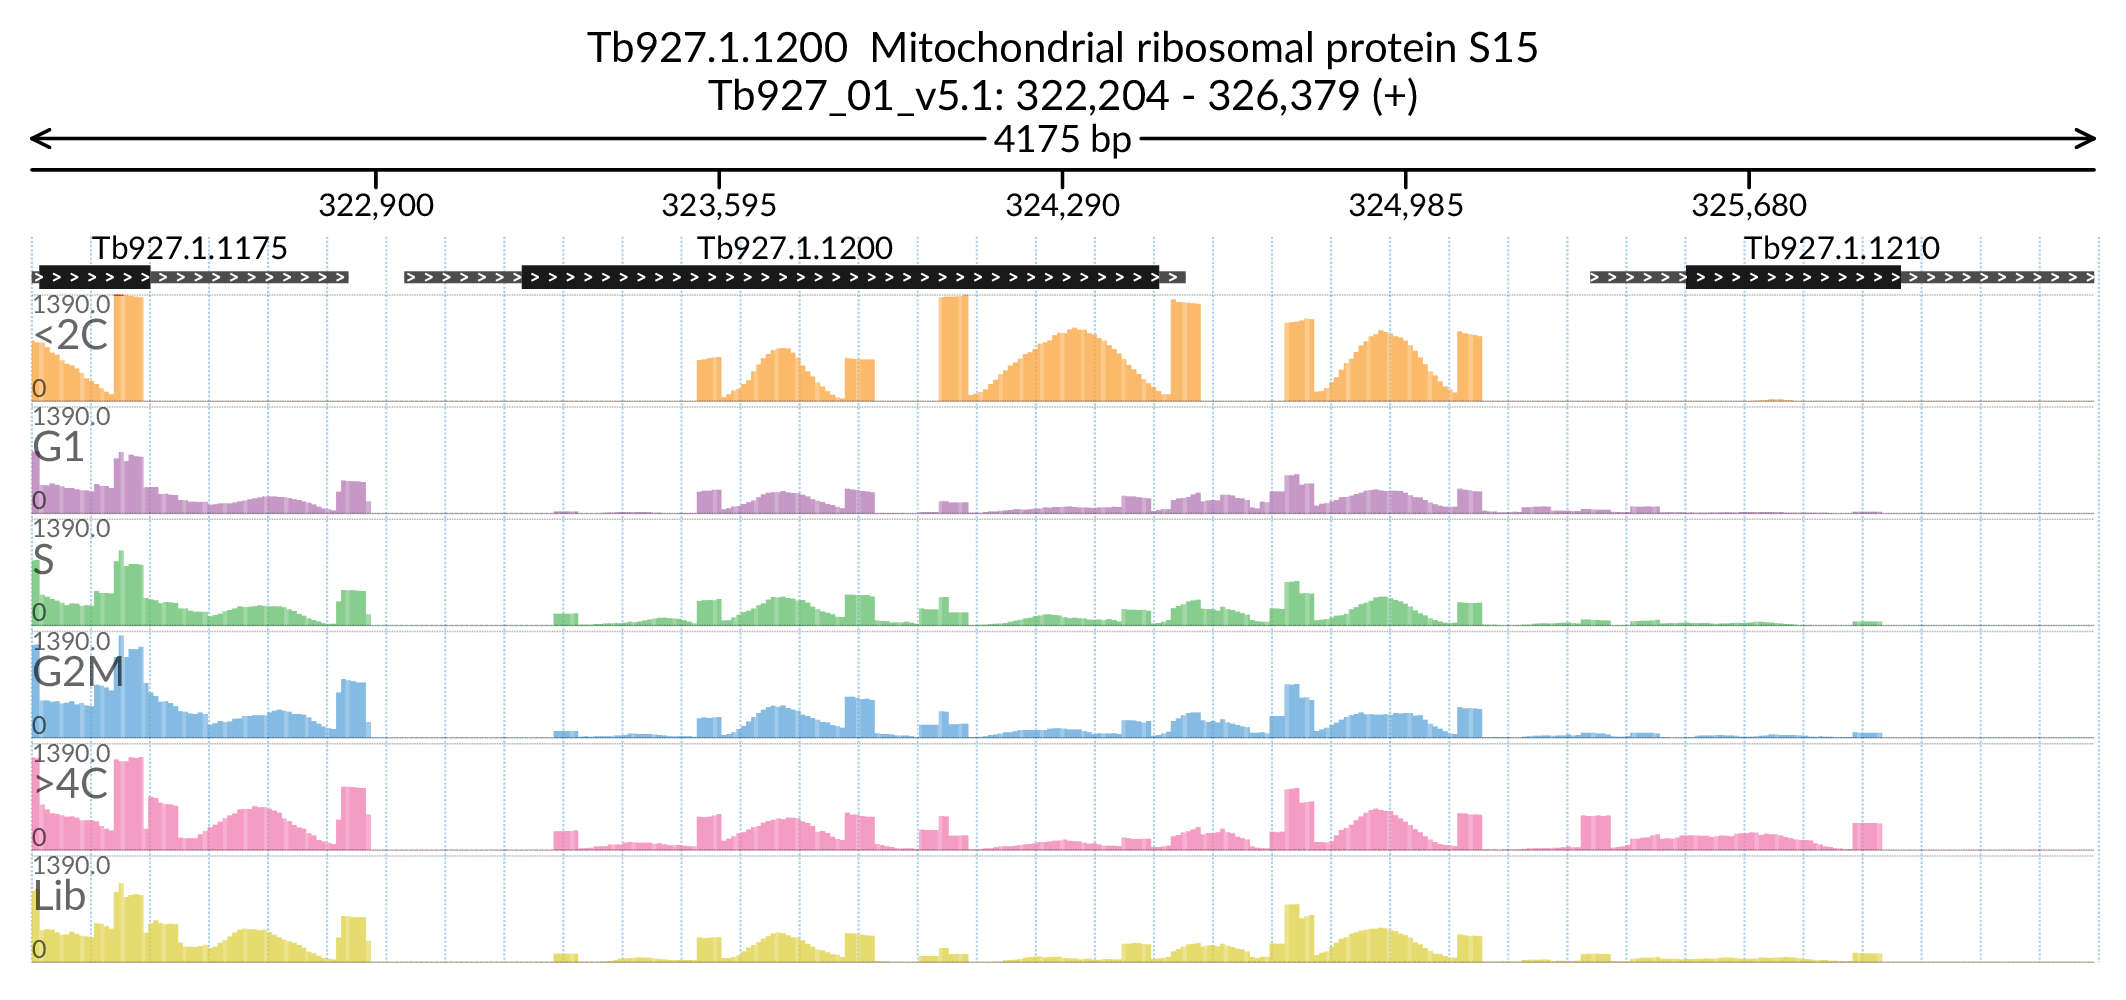 Tb927.1.1200  Mitochondrial ribosomal protein S15
Tb927_01_v5.1: 322,204 - 326,379 (+)
4175 bp
322,900 323,595 324,290 324,985 325,680
Tb927.1.1175 Tb927.1.1200 Tb927.1.1210
1390.0
<2C
0
1390.0
G1
0
1390.0
S
0
1390.0
G2M
0
1390.0
>4C
0
1390.0
Lib
0